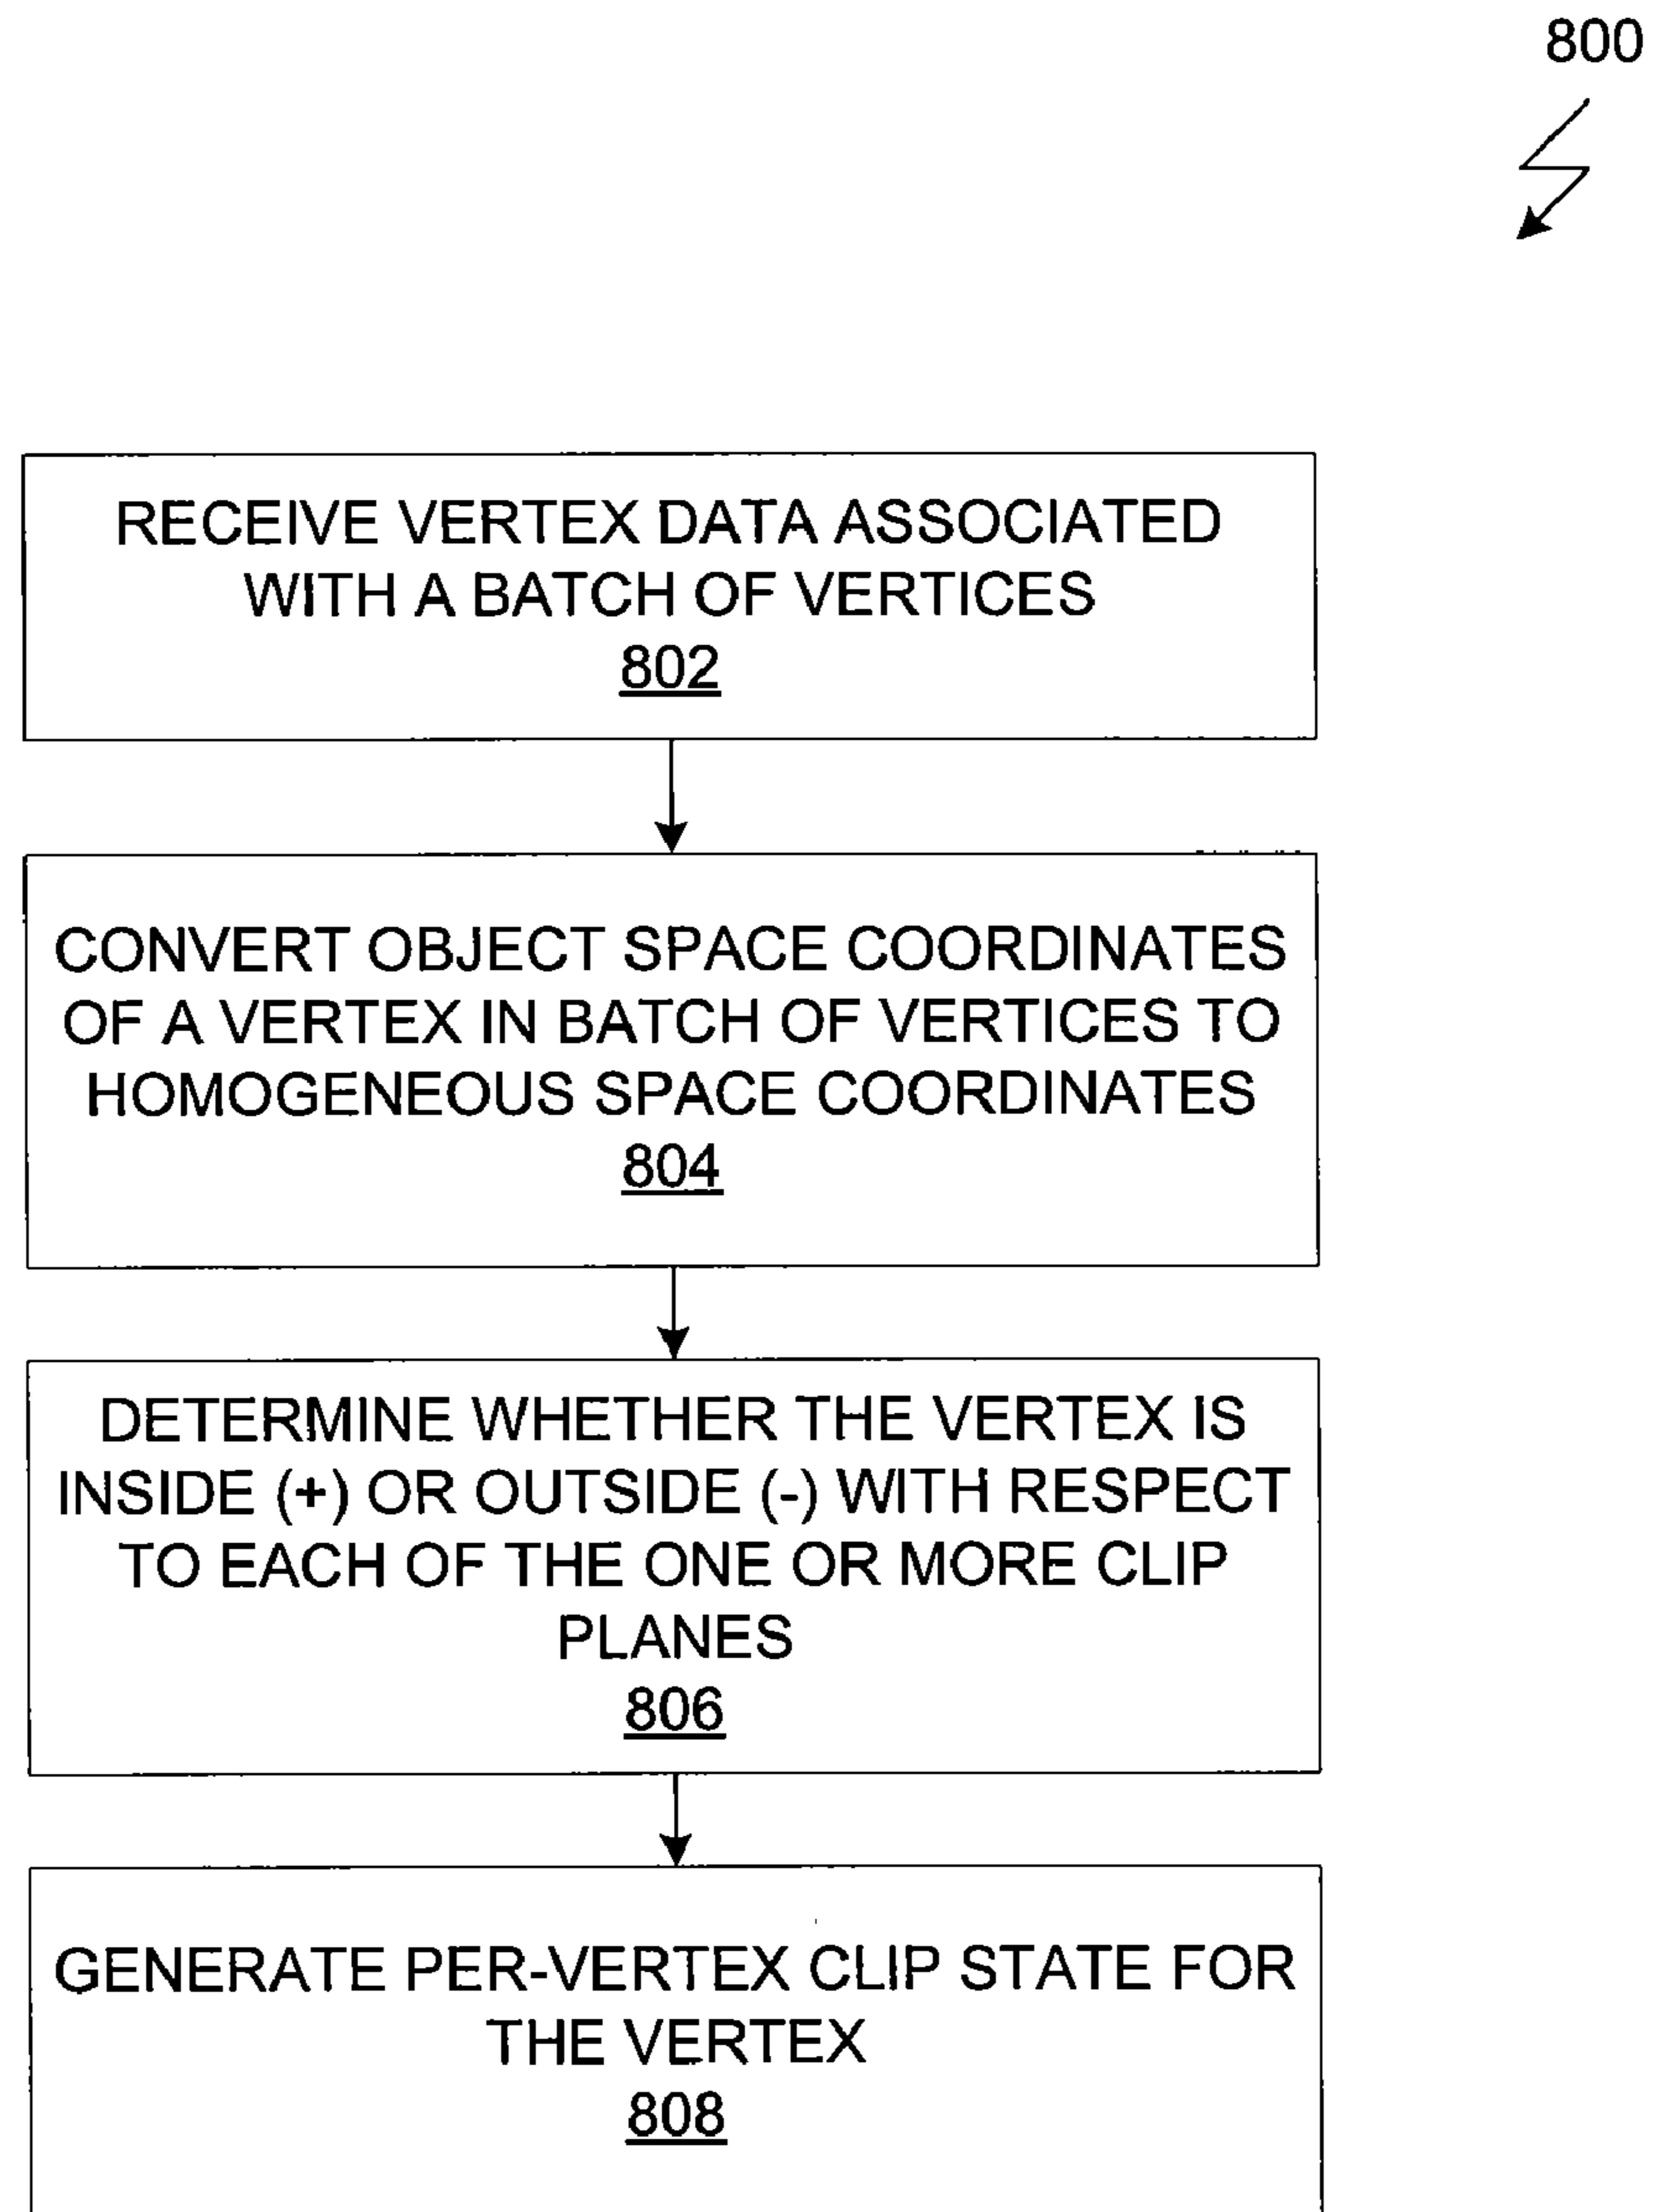 800
RECEIVE VERTEX DATA ASSOCIATED
WITH A BATCH OF VERTICES
802
CONVERT OBJECT SPACE COORDINATES
OF A VERTEX IN BATCH OF VERTICES TO
HOMOGENEOUS SPACE COORDINATES
804
DETERMINE WHETHER THE VERTEX IS
INSIDE (+) OR OUTSIDE (-) WITH RESPECT
TO EACH OF THE ONE OR MORE CLIP
PLANES
806
GENERATE PER-VERTEX CLIP STATE FOR
THE VERTEX
808